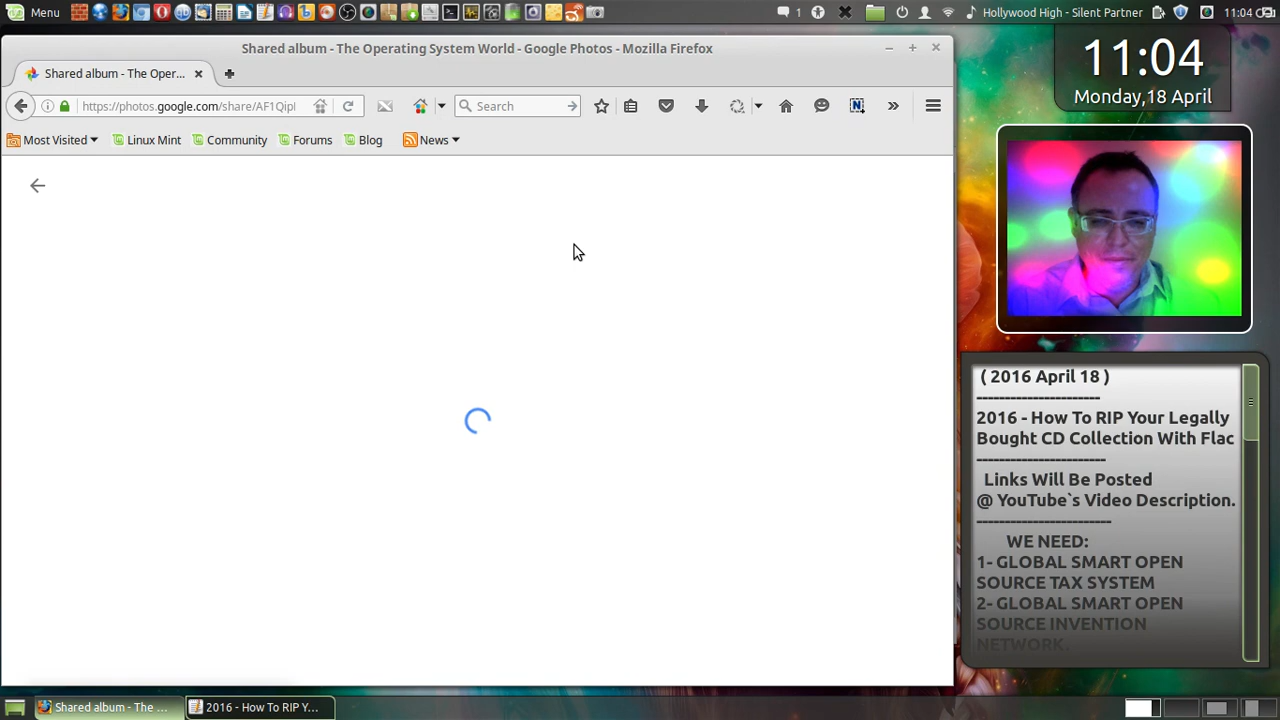 Menu
1
Hollywood High - Silent Partner
11:04
Shared album - The Operating System World - Google Photos - Mozilla Firefox
Shared album - The Oper...
https://photos.google.com/share/AF1Qipl
Search
Most Visited
Linux Mint
Community
Forums
Blog
News
11:04
Monday,18 April
( 2016 April 18 )
----------------------
2016 - How To RIP Your Legally
Bought CD Collection With Flac
-----------------------
Links Will Be Posted
@ YouTube`s Video Description.
------------------------
WE NEED:
1- GLOBAL SMART OPEN
SOURCE TAX SYSTEM
2- GLOBAL SMART OPEN
SOURCE INVENTION
NETWORK.
Shared album - The ...
2016 - How To RIP Y...